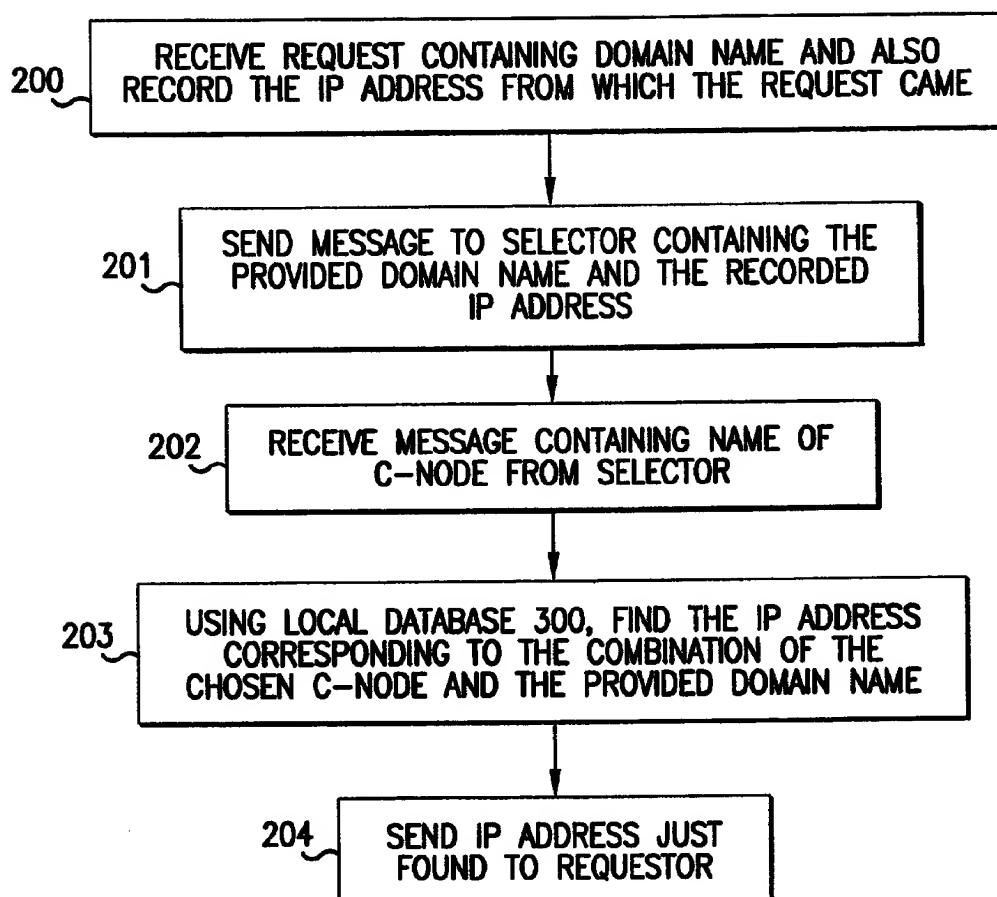 200
RECEIVE REQUEST CONTAINING DOMAIN NAME AND ALSO
RECORD THE IP ADDRESS FROM WHICH THE REQUEST CAME
201
SEND MESSAGE TO SELECTOR CONTAINING THE
PROVIDED DOMAIN NAME AND THE RECORDED
IP ADDRESS
202
RECEIVE MESSAGE CONTAINING NAME OF
C-NODE FROM SELECTOR
203
USING LOCAL DATABASE 300, FIND THE IP ADDRESS
CORRESPONDING TO THE COMBINATION OF THE
CHOSEN C-NODE AND THE PROVIDED DOMAIN NAME
204
SEND IP ADDRESS JUST
FOUND TO REQUESTOR